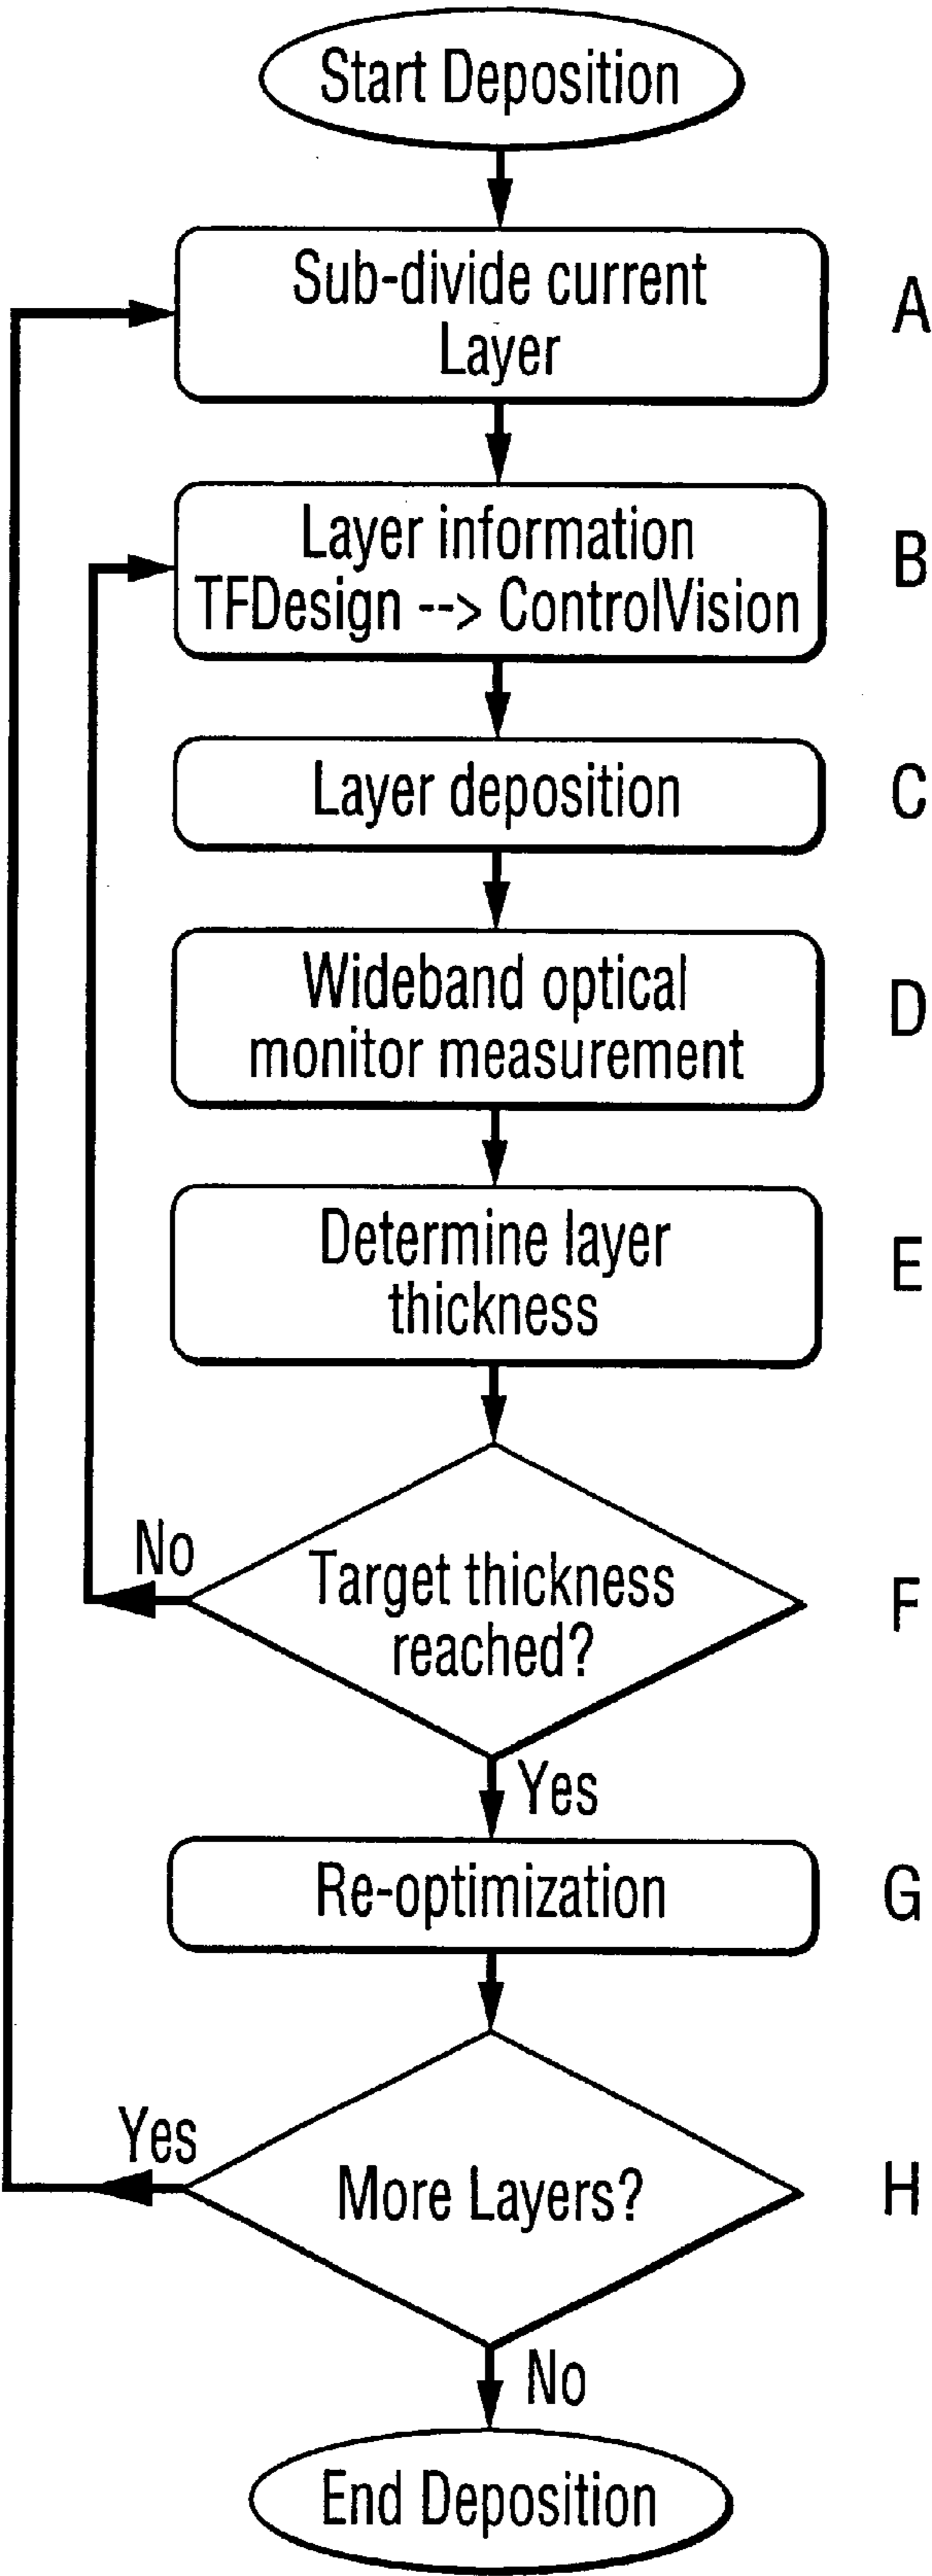 Start Deposition
Sub-divide current
Layer
A
Layer information
TFDesign --> ControlVision
B
Layer deposition
C
Wideband optical
monitor measurement
D
Determine layer
thickness
E
No
Target thickness
reached?
F
Yes
Re-optimization
G
Yes
More Layers?
H
No
End Deposition